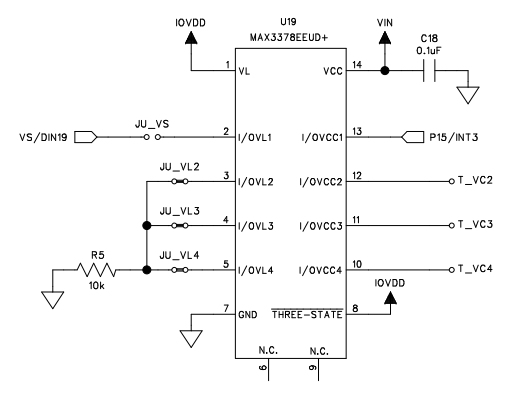 U19
MAX3378EEUD+
IOVDD
VIN
C18
0.1uF
1
VL
VCC
14
VS/DIN19
JU_VS
2
I/OVL1
I/OVCC1
13
P15/INT3
JU_VL2
3
I/OVL2
I/OVCC2
12
T_VC2
JU_VL3
4
I/OVL3
I/OVCC3
11
T_VC3
R5
10k
JU_VL4
5
I/OVL4
I/OVCC4
10
T_VC4
IOVDD
7
GND
THREE-STATE
8
N.C.
N.C.
6
9